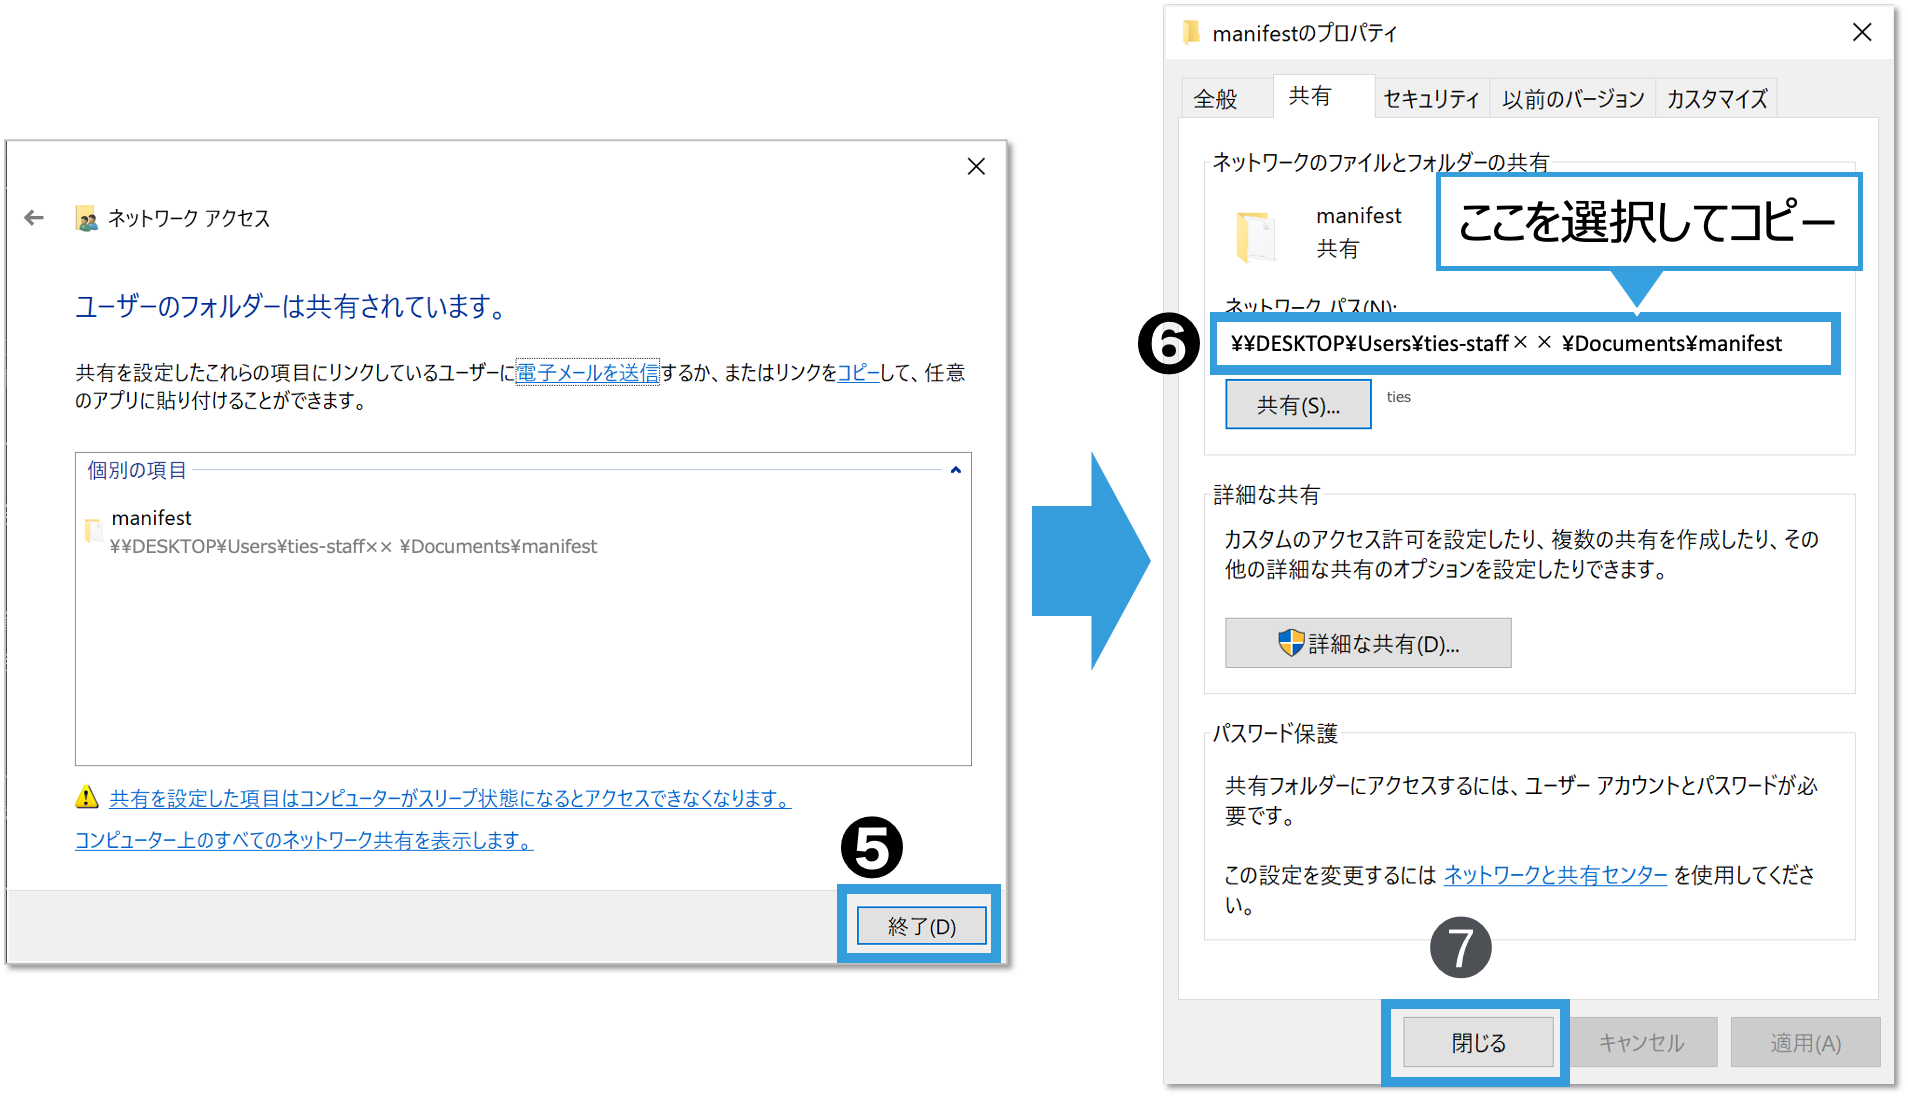 ネットワーク アクセス
ユーザーのフォルダーは共有されています。
共有を設定したこれらの項目にリンクしているユーザーに電子メールを送信するか、またはリンクをコピーして、任意
のアプリに貼り付けることができます。
個別の項目
manifest
¥¥DESKTOP¥Users¥ties-staff×× ¥Documents¥manifest
共有を設定した項目はコンピューターがスリープ状態になるとアクセスできなくなります。
コンピューター上のすべてのネットワーク共有を表示します。
5
終了(D)
manifestのプロパティ
全般
共有
セキュリティ
以前のバージョン
カスタマイズ
ネットワークのファイルとフォルダーの共有
manifest
共有
ここを選択してコピー
ネットワーク パス(N):
6
¥¥DESKTOP¥Users¥ties-staff×× ¥Documents¥manifest
共有(S)...
ties
詳細な共有
カスタムのアクセス許可を設定したり、複数の共有を作成したり、その
他の詳細な共有のオプションを設定したりできます。
詳細な共有(D)...
パスワード保護
共有フォルダーにアクセスするには、ユーザー アカウントとパスワードが必
要です。
この設定を変更するには ネットワークと共有センター を使用してくださ
い。
7
閉じる
キャンセル
適用(A)